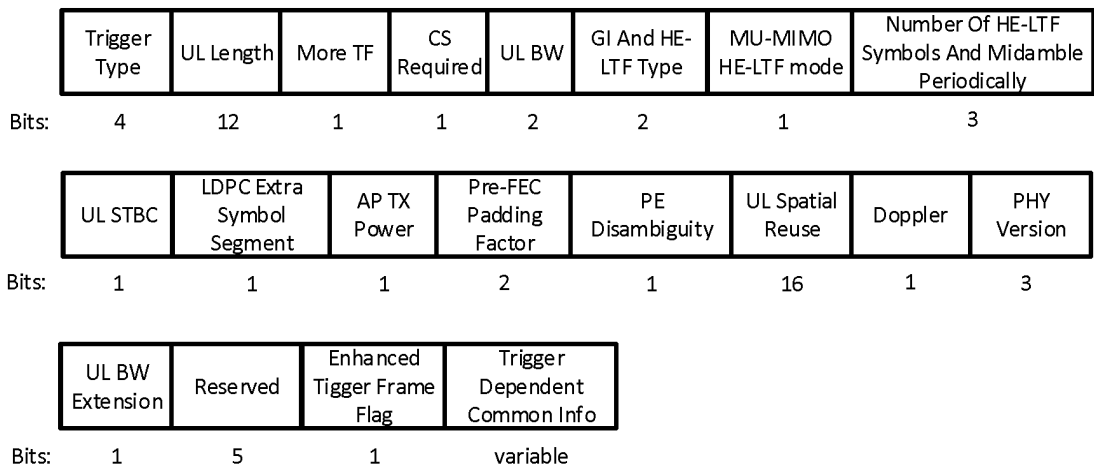 Trigger Type
UL Length
More TF
CS Required
UL BW
GI And HE-LTF Type
MU-MIMO HE-LTF mode
Number Of HE-LTF Symbols And Midamble Periodically
Bits: 4 12 1 1 2 2 1 3
UL STBC
LDPC Extra Symbol Segment
AP TX Power
Pre-FEC Padding Factor
PE Disambiguity
UL Spatial Reuse
Doppler
PHY Version
Bits: 1 1 1 2 1 16 1 3
UL BW Extension
Reserved
Enhanced Tigger Frame Flag
Trigger Dependent Common Info
Bits: 1 5 1 variable